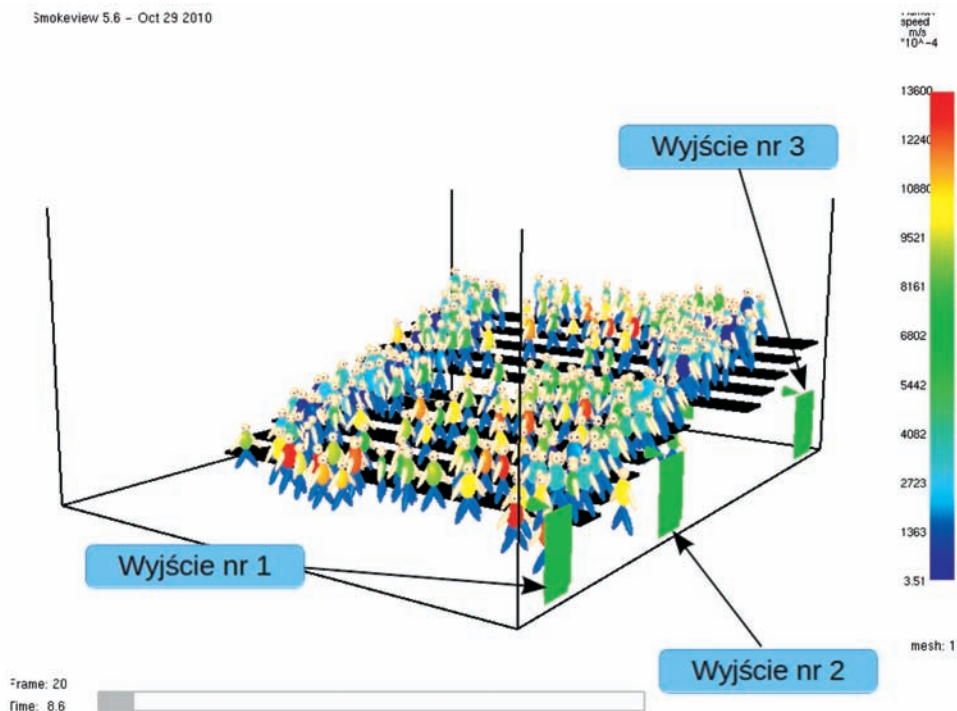 Smokeview 5.6 - Oct 29 2010
speed
m/s
*10^-4
13600
12240
10880
9521
8161
6802
5442
4082
2723
1363
3.51
Wyjście nr 3
Wyjście nr 1
Wyjście nr 2
mesh: 1
Frame: 20
Time: 8.6